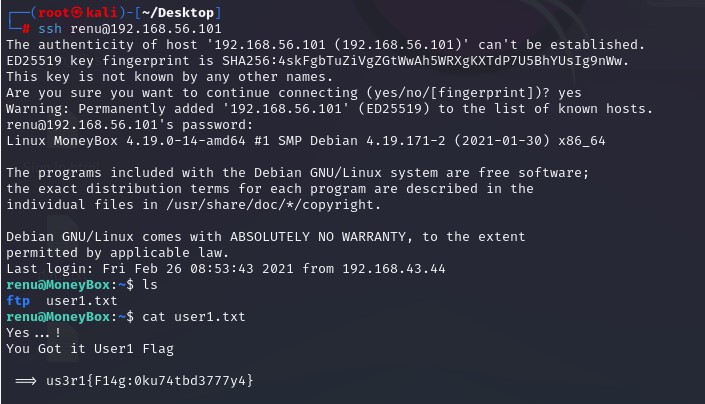 ┌──(root㉿kali)-[~/Desktop]
└─# ssh renu@192.168.56.101
The authenticity of host '192.168.56.101 (192.168.56.101)' can't be established.
ED25519 key fingerprint is SHA256:4skFgbTuZiVgZGtWwAh5WRXgKXTdP7U5BhYUsIg9nWw.
This key is not known by any other names.
Are you sure you want to continue connecting (yes/no/[fingerprint])? yes
Warning: Permanently added '192.168.56.101' (ED25519) to the list of known hosts.
renu@192.168.56.101's password:
Linux MoneyBox 4.19.0-14-amd64 #1 SMP Debian 4.19.171-2 (2021-01-30) x86_64

The programs included with the Debian GNU/Linux system are free software;
the exact distribution terms for each program are described in the
individual files in /usr/share/doc/*/copyright.

Debian GNU/Linux comes with ABSOLUTELY NO WARRANTY, to the extent
permitted by applicable law.
Last login: Fri Feb 26 08:53:43 2021 from 192.168.43.44
renu@MoneyBox:~$ ls
ftp  user1.txt
renu@MoneyBox:~$ cat user1.txt
Yes...!
You Got it User1 Flag

 ==> us3r1{F14g:0ku74tbd3777y4}